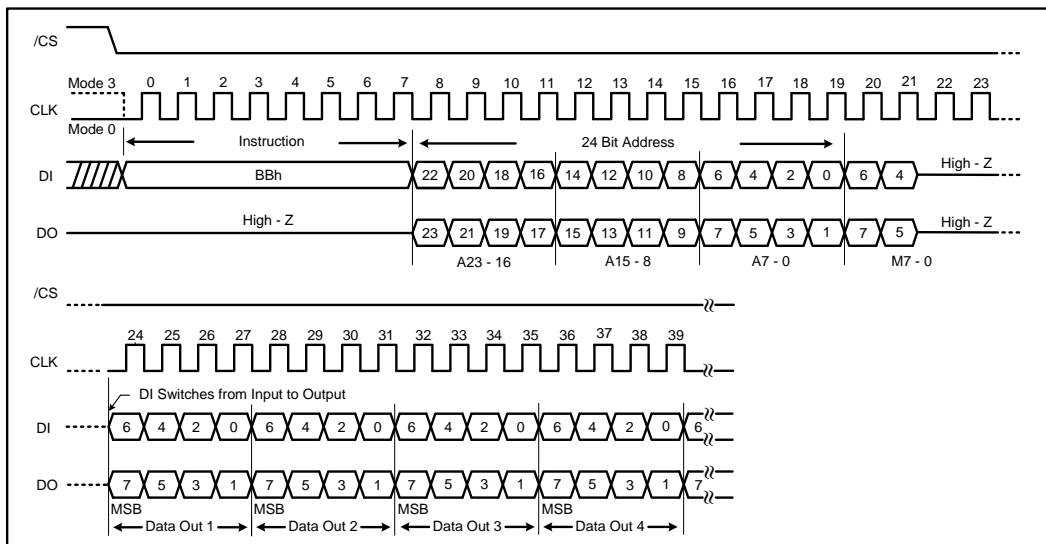 /CS
Mode 3 0 1 2 3 4 5 6 7 8 9 10 11 12 13 14 15 16 17 18 19 20 21 22 23
CLK
Mode 0
Instruction 24 Bit Address
DI BBh 22 20 18 16 14 12 10 8 6 4 2 0 6 4 High - Z
DO High - Z 23 21 19 17 15 13 11 9 7 5 3 1 7 5 High - Z
A23 - 16 A15 - 8 A7 - 0 M7 - 0
/CS
24 25 26 27 28 29 30 31 32 33 34 35 36 37 38 39
CLK
DI Switches from Input to Output
DI 6 4 2 0 6 4 2 0 6 4 2 0 6 4 2 0 6
DO 7 5 3 1 7 5 3 1 7 5 3 1 7 5 3 1 7
MSB MSB MSB MSB
Data Out 1 Data Out 2 Data Out 3 Data Out 4